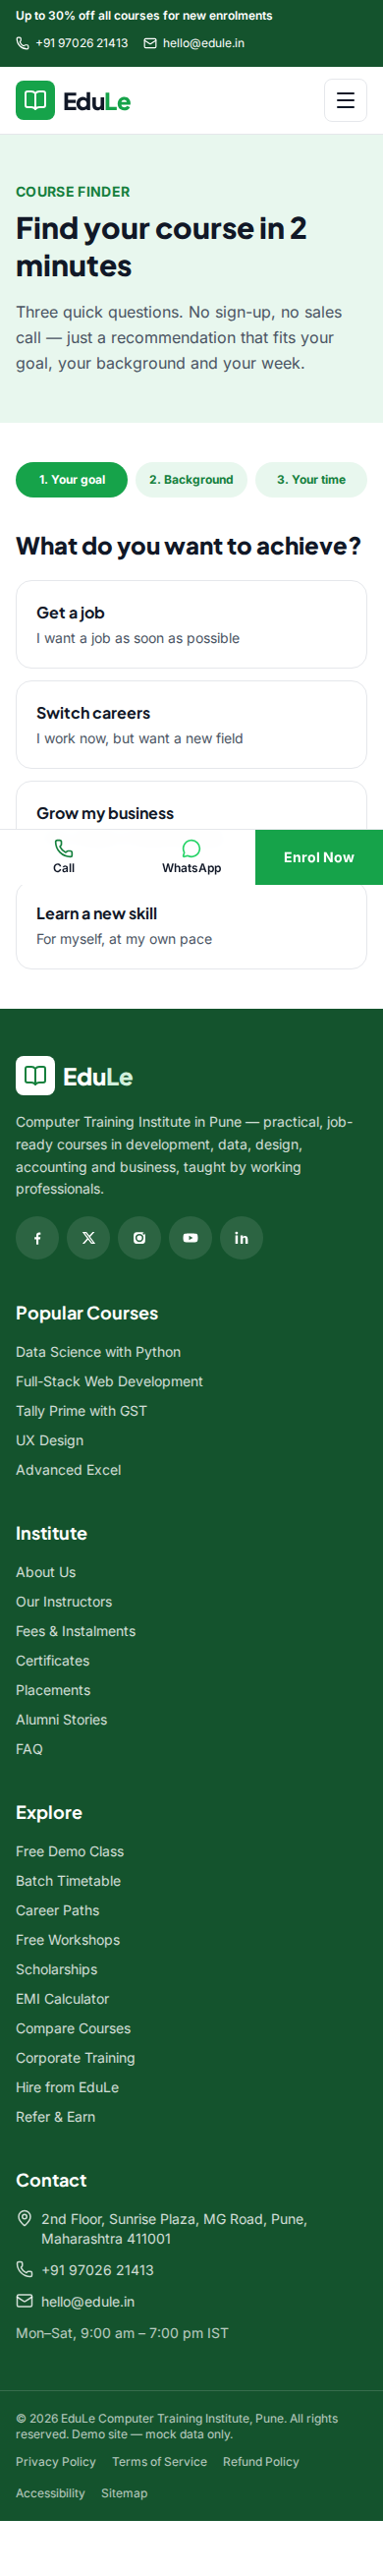 Up to 30% off all courses for new enrolments
+91 97026 21413 hello@edule.in
EduLe
COURSE FINDER
Find your course in 2
minutes
Three quick questions. No sign-up, no sales
call — just a recommendation that fits your
goal, your background and your week.
1. Your goal 2. Background 3. Your time
What do you want to achieve?
Get a job
I want a job as soon as possible
Switch careers
I work now, but want a new field
Grow my business
Call WhatsApp Enrol Now
Learn a new skill
For myself, at my own pace
EduLe
Computer Training Institute in Pune — practical, job-
ready courses in development, data, design,
accounting and business, taught by working
professionals.
Popular Courses
Data Science with Python
Full-Stack Web Development
Tally Prime with GST
UX Design
Advanced Excel
Institute
About Us
Our Instructors
Fees & Instalments
Certificates
Placements
Alumni Stories
FAQ
Explore
Free Demo Class
Batch Timetable
Career Paths
Free Workshops
Scholarships
EMI Calculator
Compare Courses
Corporate Training
Hire from EduLe
Refer & Earn
Contact
2nd Floor, Sunrise Plaza, MG Road, Pune,
Maharashtra 411001
+91 97026 21413
hello@edule.in
Mon–Sat, 9:00 am – 7:00 pm IST
© 2026 EduLe Computer Training Institute, Pune. All rights
reserved. Demo site — mock data only.
Privacy Policy Terms of Service Refund Policy
Accessibility Sitemap